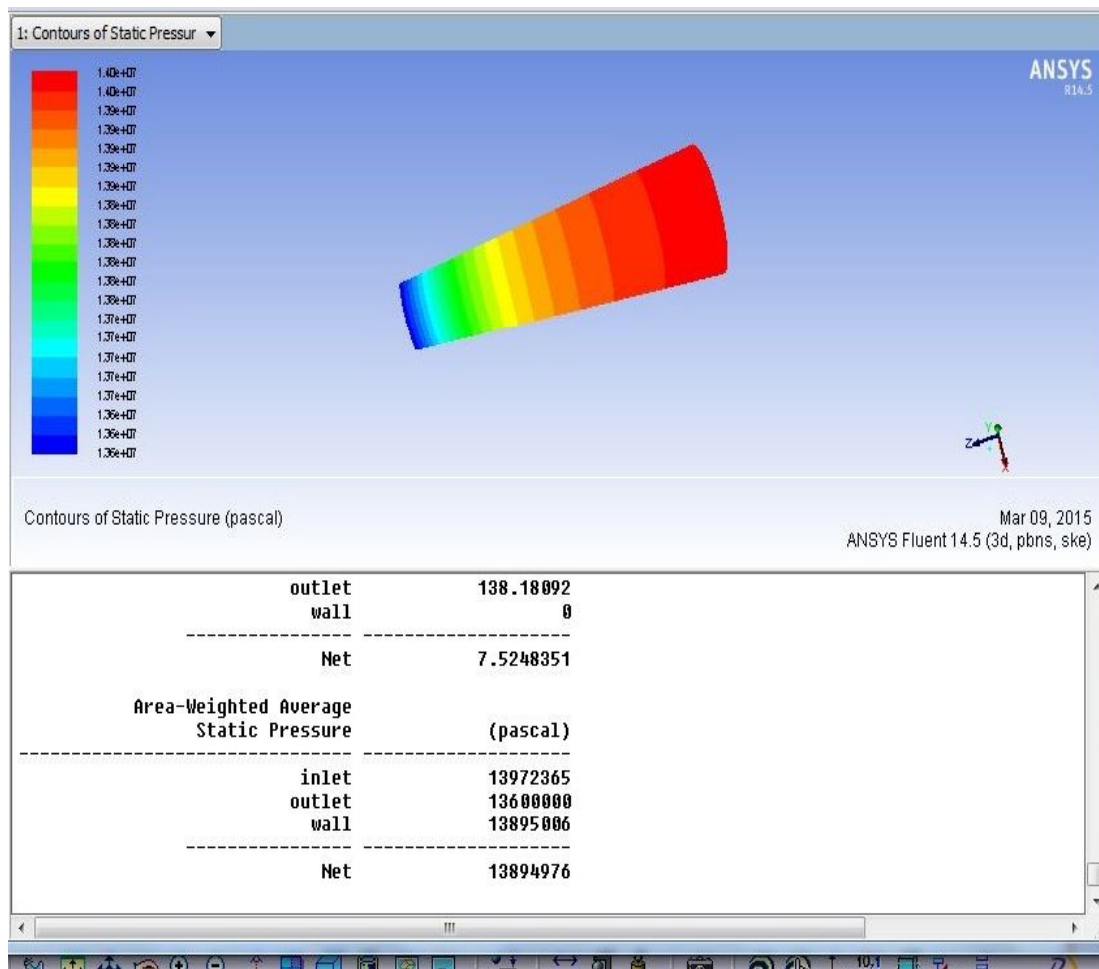 1: Contours of Static Pressur
ANSYS
R14.5
1.40e+07
1.40e+07
1.39e+07
1.39e+07
1.39e+07
1.39e+07
1.39e+07
1.38e+07
1.38e+07
1.38e+07
1.38e+07
1.38e+07
1.38e+07
1.37e+07
1.37e+07
1.37e+07
1.37e+07
1.37e+07
1.36e+07
1.36e+07
1.36e+07
Y
Z
X
Contours of Static Pressure (pascal)
Mar 09, 2015
ANSYS Fluent 14.5 (3d, pbns, ske)
outlet 138.18092
wall 0
---------------- --------------------
Net 7.5248351
Area-Weighted Average
Static Pressure (pascal)
-------------------------------- --------------------
inlet 13972365
outlet 13600000
wall 13895006
---------------- --------------------
Net 13894976
10,1